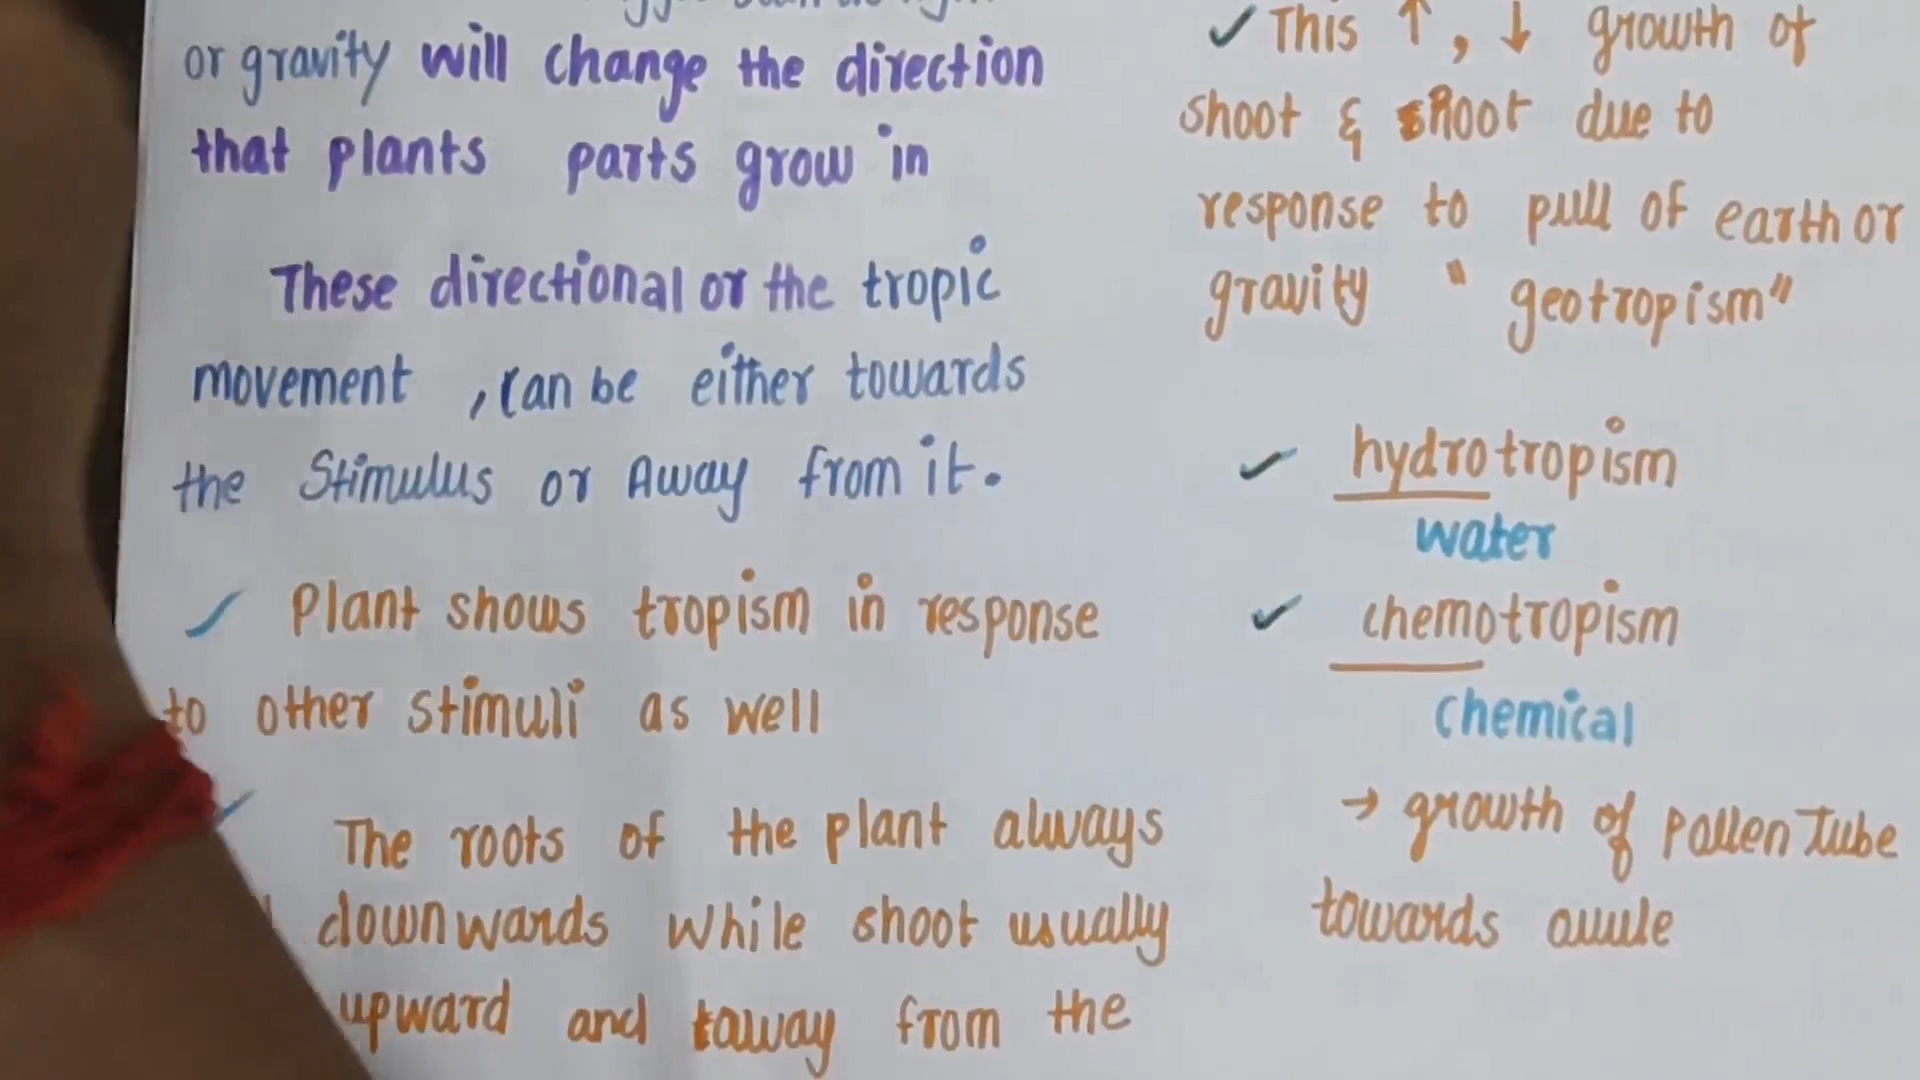 or gravity will change the direction
that plants parts grow in
These directional or the tropic
movement , can be either towards
the Stimulus or Away from it.
Plant shows tropism in response
to other stimuli as well
The roots of the plant always
downwards while shoot usually
upward and taway from the
This ↑, ↓ growth of
shoot & shoot due to
response to pull of earth or
gravity "geotropism"
hydrotropism
water
chemotropism
chemical
→ growth of pollen Tube
towards